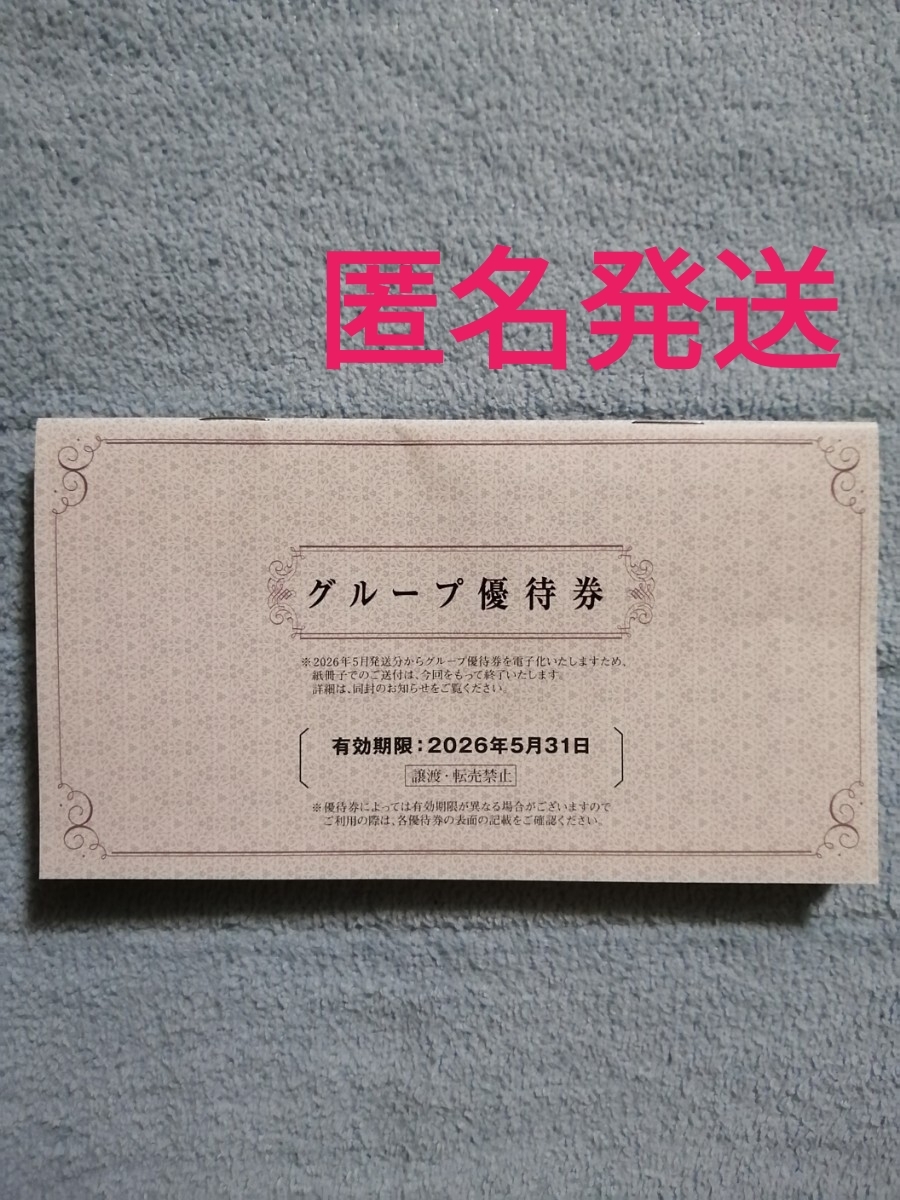 匿名発送
グループ優待券
※2026年5月発送分からグループ優待券を電子化いたしますため、
紙冊子でのご送付は、今回をもって終了いたします。
詳細は、同封のお知らせをご覧ください。
有効期限：2026年5月31日
譲渡・転売禁止
※優待券によっては有効期限が異なる場合がございますので
ご利用の際は、各優待券の表面の記載をご確認ください。